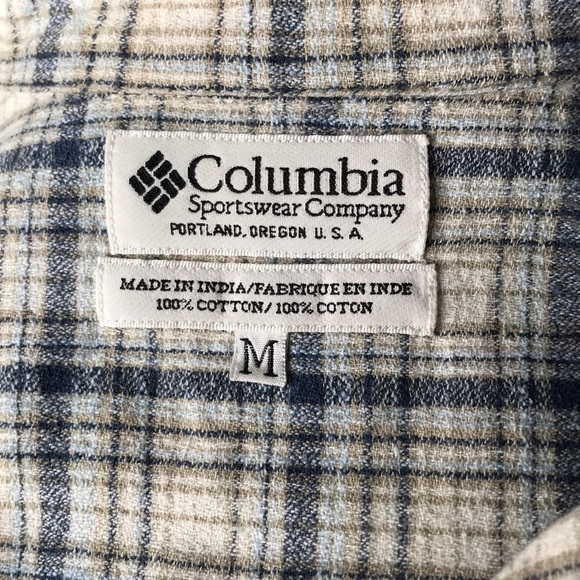 Columbia
Sportswear Company
PORTLAND, OREGON U. S. A.
MADE IN INDIA/FABRIQUE EN INDE
100% COTTON/ 100% COTON
M